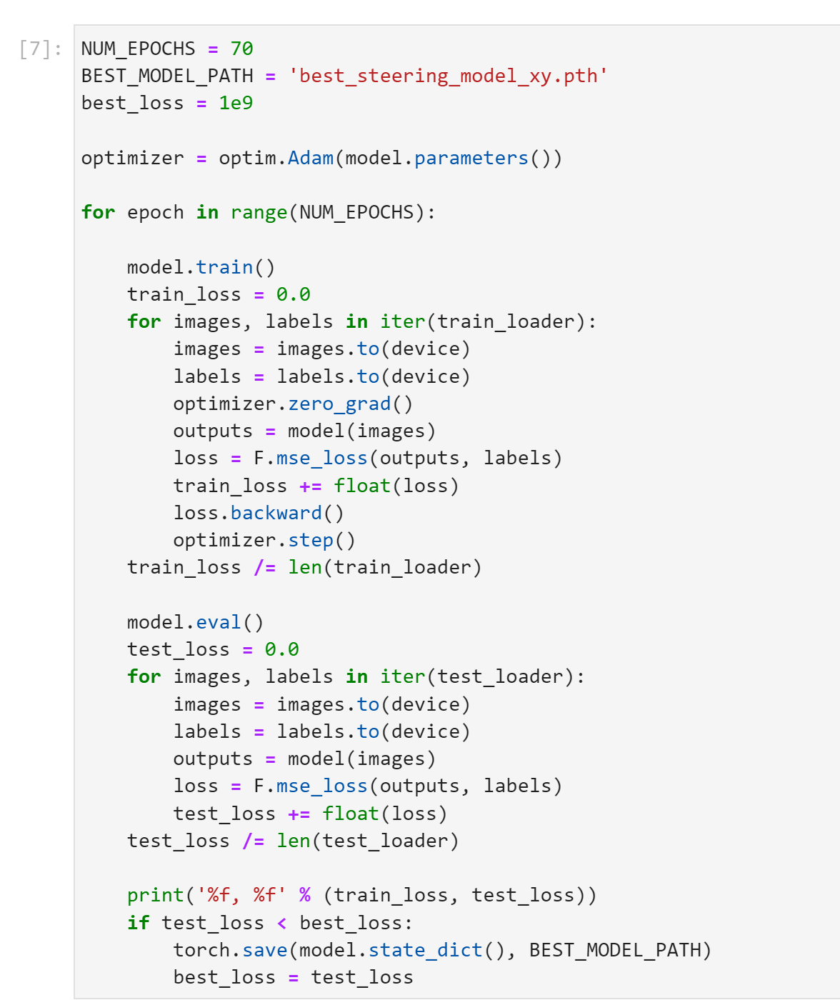 [7]:
NUM_EPOCHS = 70
BEST_MODEL_PATH = 'best_steering_model_xy.pth'
best_loss = 1e9

optimizer = optim.Adam(model.parameters())

for epoch in range(NUM_EPOCHS):

    model.train()
    train_loss = 0.0
    for images, labels in iter(train_loader):
        images = images.to(device)
        labels = labels.to(device)
        optimizer.zero_grad()
        outputs = model(images)
        loss = F.mse_loss(outputs, labels)
        train_loss += float(loss)
        loss.backward()
        optimizer.step()
    train_loss /= len(train_loader)

    model.eval()
    test_loss = 0.0
    for images, labels in iter(test_loader):
        images = images.to(device)
        labels = labels.to(device)
        outputs = model(images)
        loss = F.mse_loss(outputs, labels)
        test_loss += float(loss)
    test_loss /= len(test_loader)

    print('%f, %f' % (train_loss, test_loss))
    if test_loss < best_loss:
        torch.save(model.state_dict(), BEST_MODEL_PATH)
        best_loss = test_loss